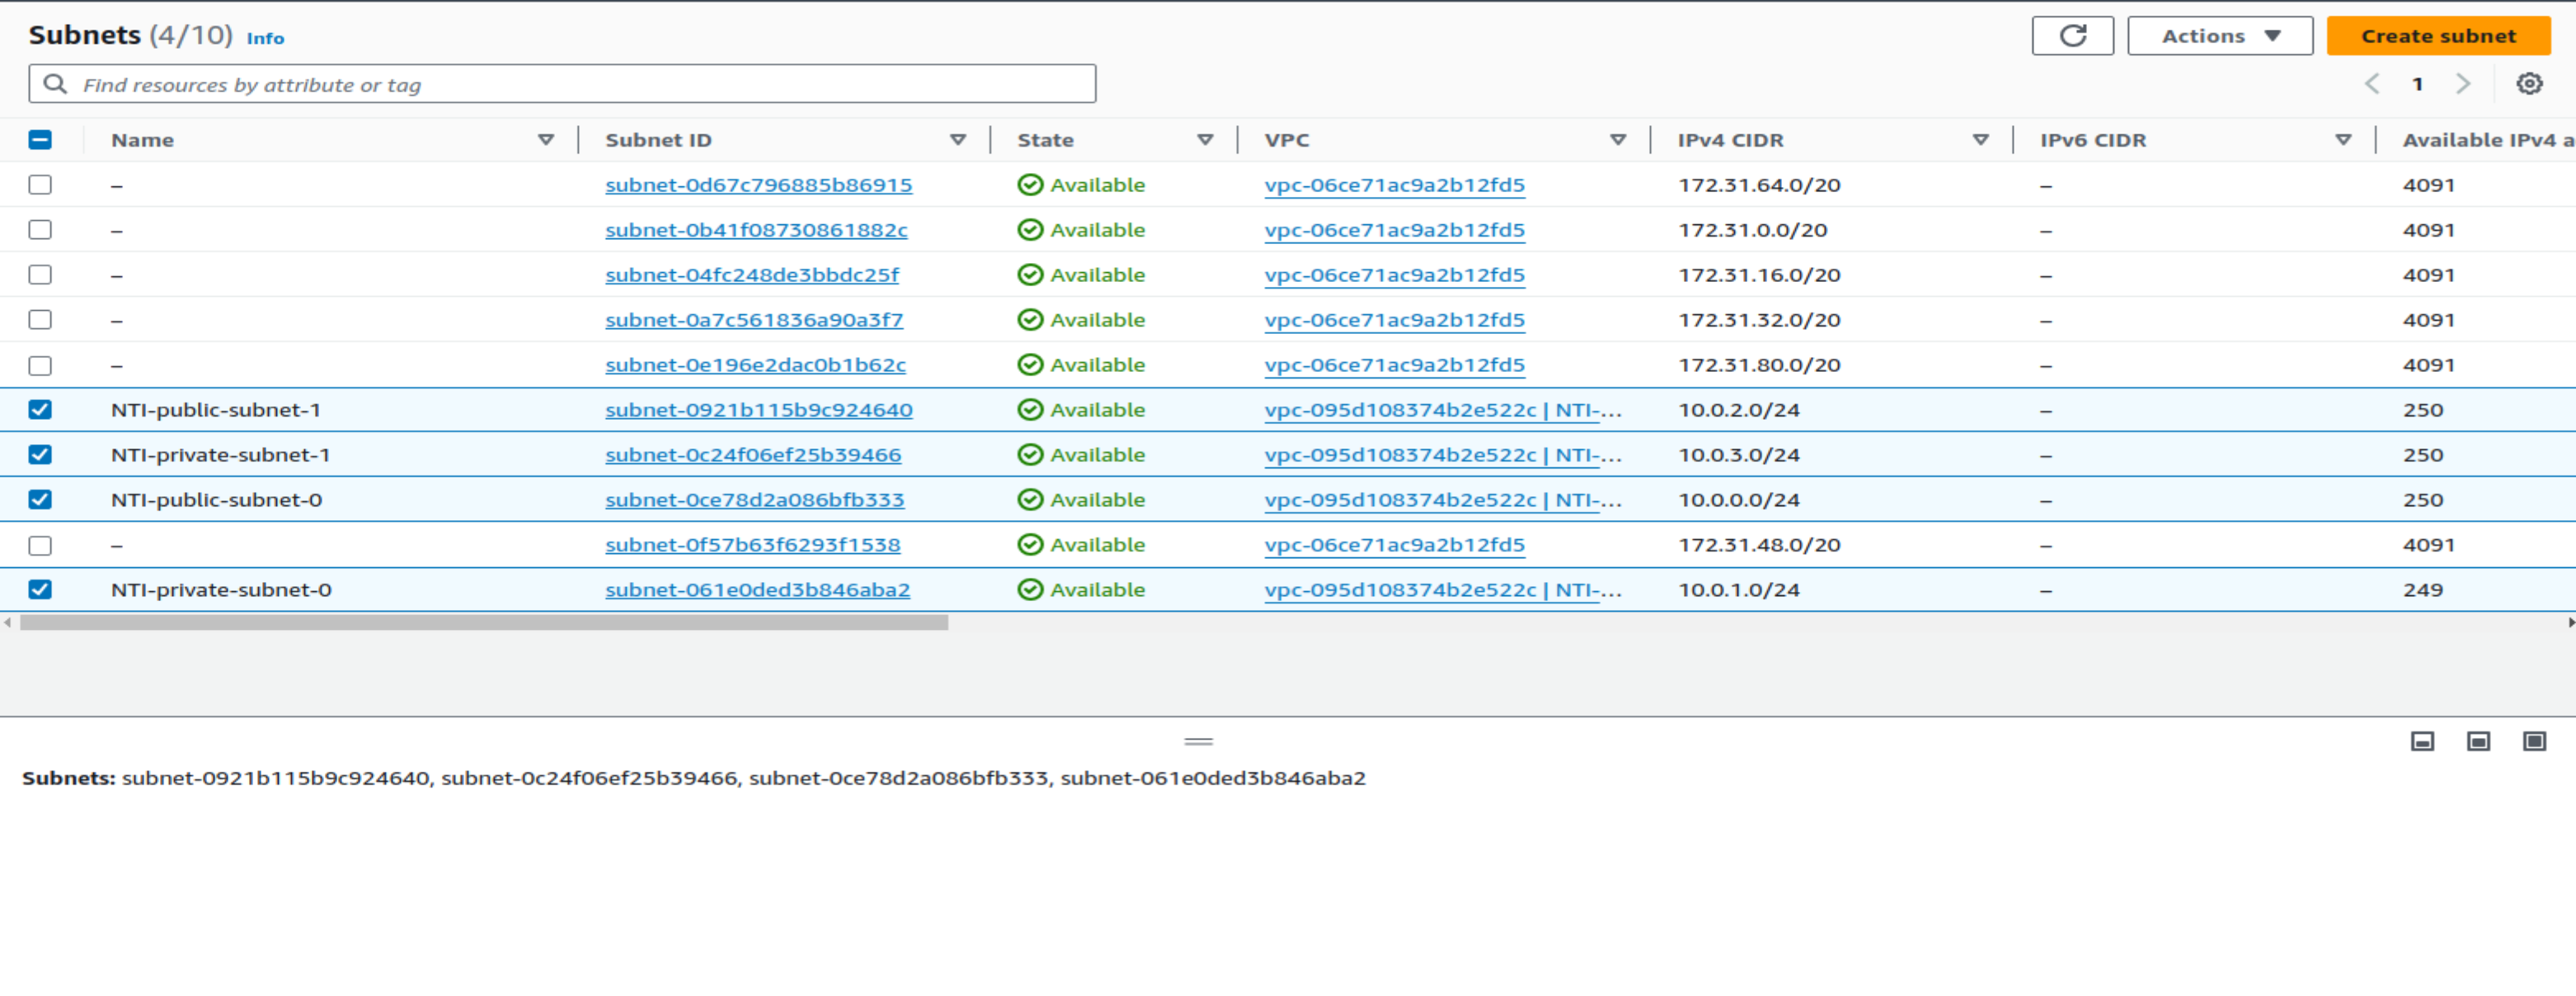 Subnets (4/10) Info
Actions Create subnet
Find resources by attribute or tag
1
Name Subnet ID State VPC IPv4 CIDR IPv6 CIDR Available IPv4 a
– subnet-0d67c796885b86915 Available vpc-06ce71ac9a2b12fd5 172.31.64.0/20 – 4091
– subnet-0b41f08730861882c Available vpc-06ce71ac9a2b12fd5 172.31.0.0/20 – 4091
– subnet-04fc248de3bbdc25f Available vpc-06ce71ac9a2b12fd5 172.31.16.0/20 – 4091
– subnet-0a7c561836a90a3f7 Available vpc-06ce71ac9a2b12fd5 172.31.32.0/20 – 4091
– subnet-0e196e2dac0b1b62c Available vpc-06ce71ac9a2b12fd5 172.31.80.0/20 – 4091
NTI-public-subnet-1 subnet-0921b115b9c924640 Available vpc-095d108374b2e522c | NTI-... 10.0.2.0/24 – 250
NTI-private-subnet-1 subnet-0c24f06ef25b39466 Available vpc-095d108374b2e522c | NTI-... 10.0.3.0/24 – 250
NTI-public-subnet-0 subnet-0ce78d2a086bfb333 Available vpc-095d108374b2e522c | NTI-... 10.0.0.0/24 – 250
– subnet-0f57b63f6293f1538 Available vpc-06ce71ac9a2b12fd5 172.31.48.0/20 – 4091
NTI-private-subnet-0 subnet-061e0ded3b846aba2 Available vpc-095d108374b2e522c | NTI-... 10.0.1.0/24 – 249
Subnets: subnet-0921b115b9c924640, subnet-0c24f06ef25b39466, subnet-0ce78d2a086bfb333, subnet-061e0ded3b846aba2